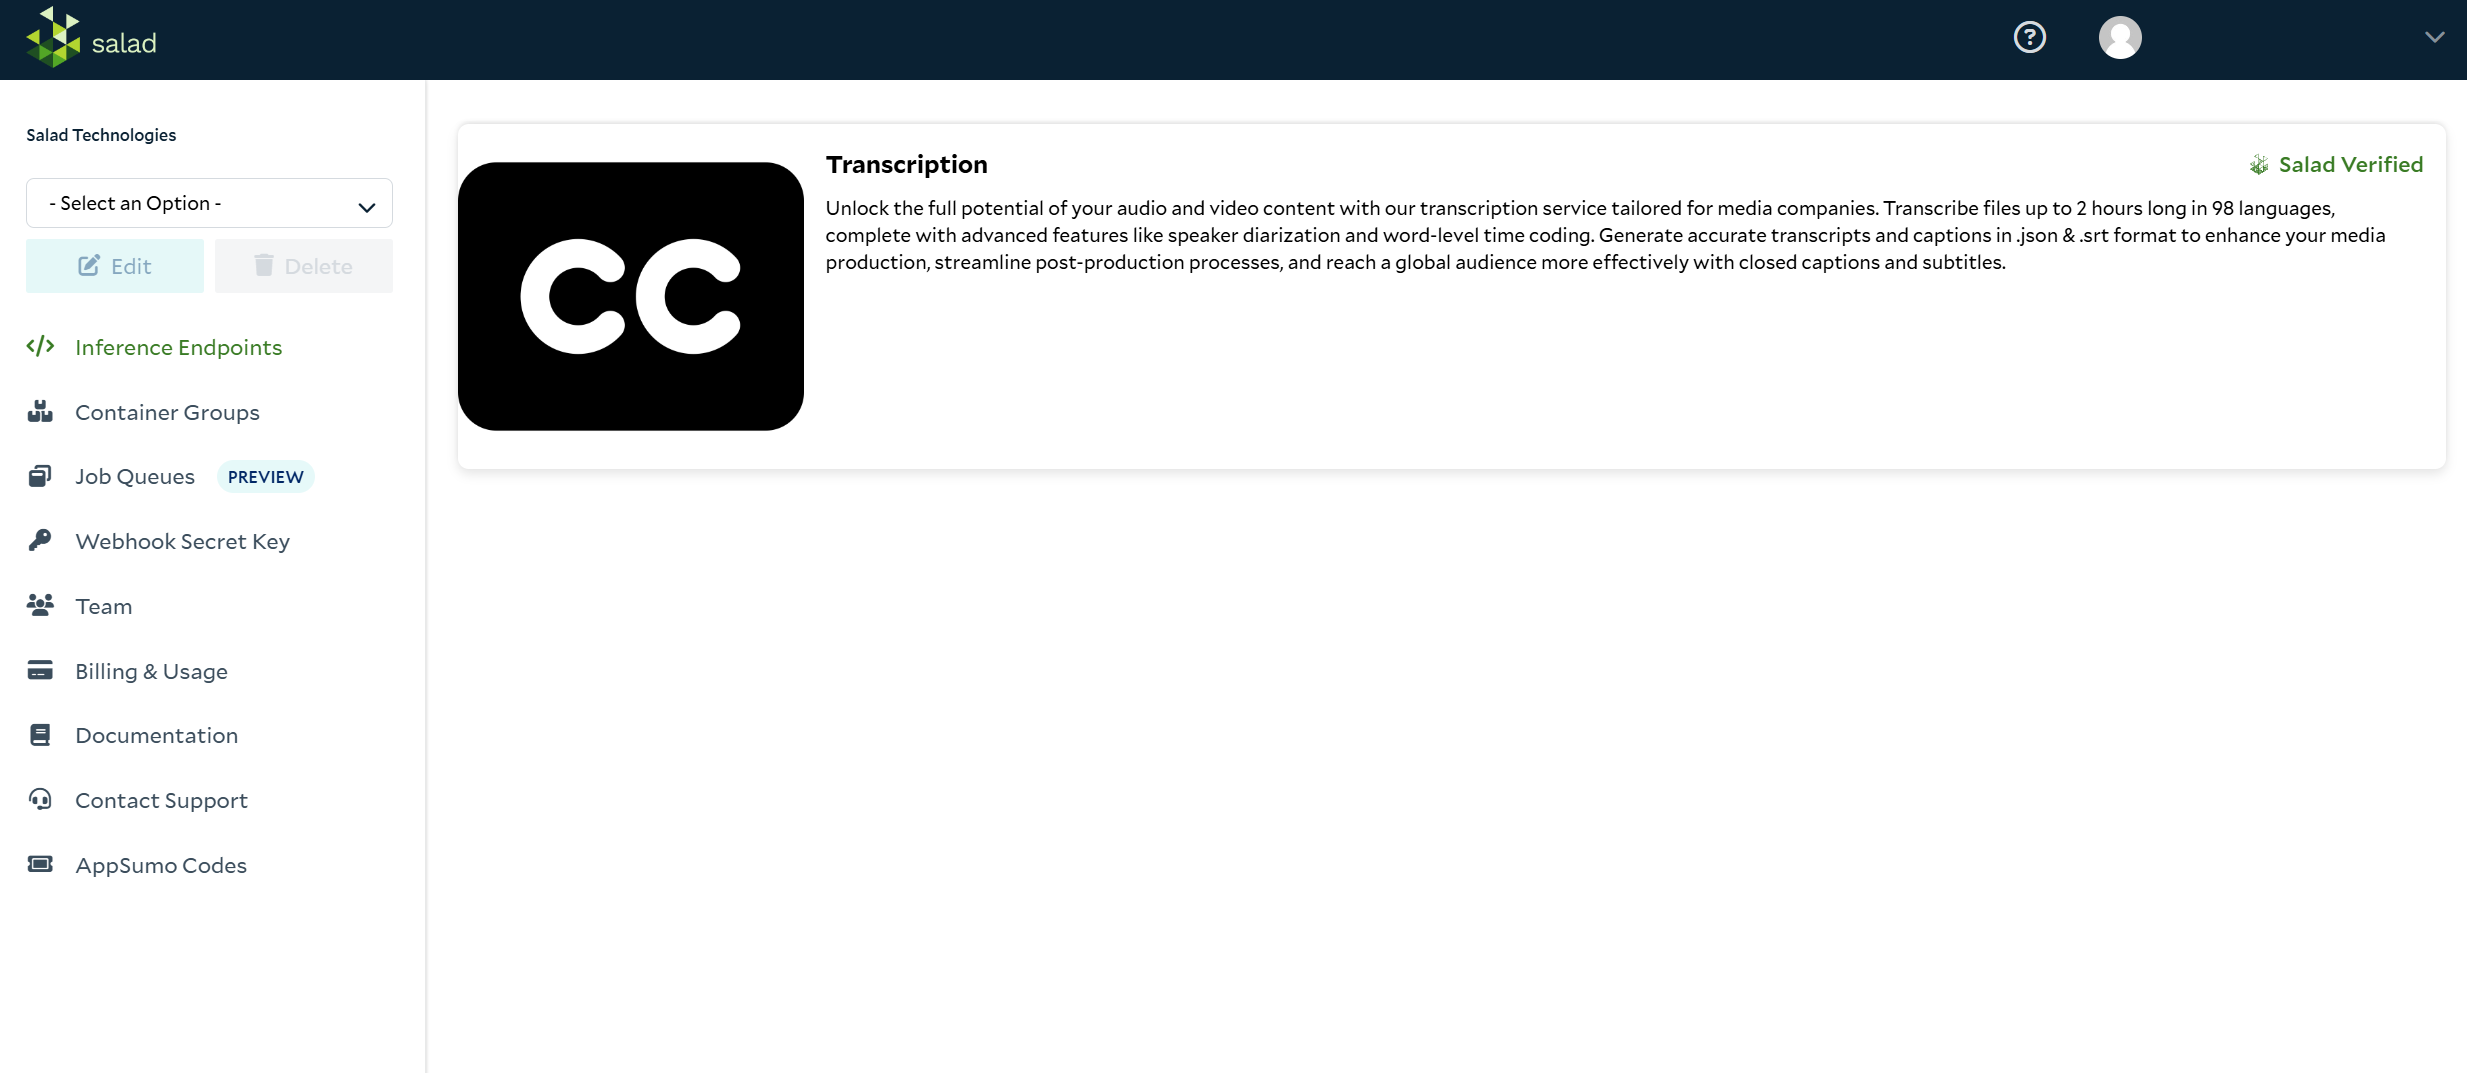 salad
?
Salad Technologies
- Select an Option -
Edit
Delete
</> Inference Endpoints
Container Groups
Job Queues PREVIEW
Webhook Secret Key
Team
Billing & Usage
Documentation
Contact Support
AppSumo Codes
CC
Transcription
Salad Verified
Unlock the full potential of your audio and video content with our transcription service tailored for media companies. Transcribe files up to 2 hours long in 98 languages,
complete with advanced features like speaker diarization and word-level time coding. Generate accurate transcripts and captions in .json & .srt format to enhance your media
production, streamline post-production processes, and reach a global audience more effectively with closed captions and subtitles.